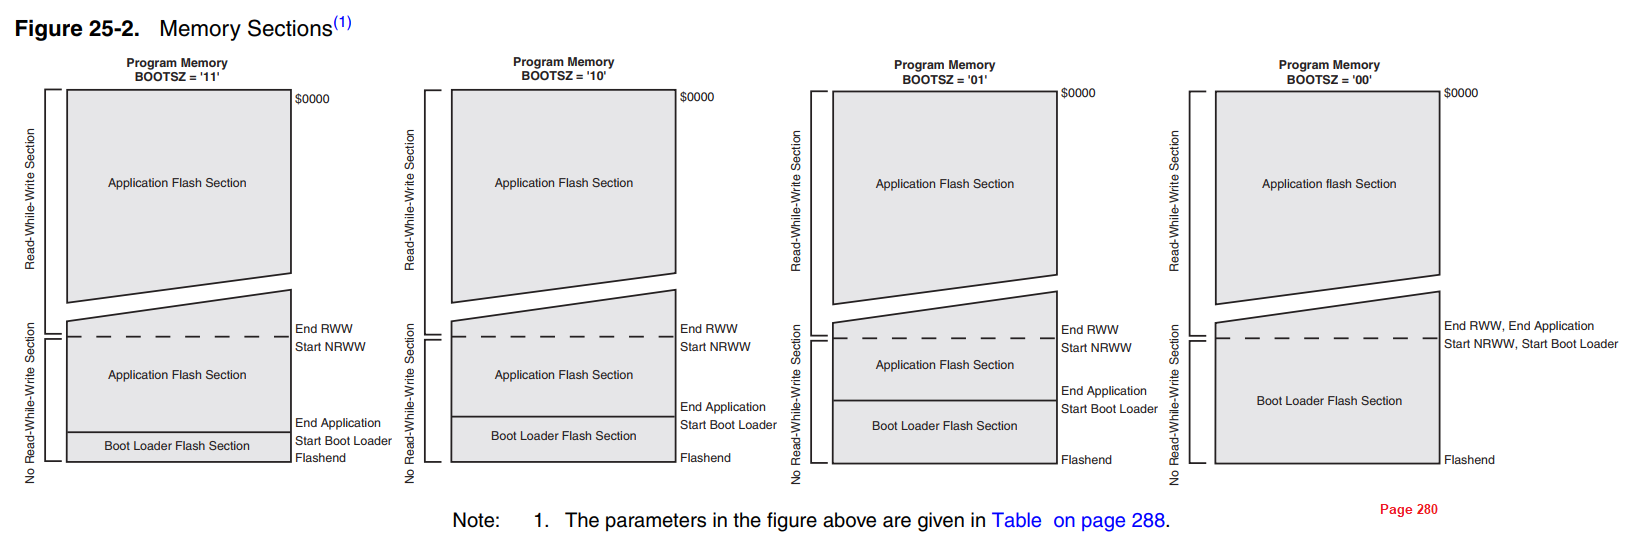 Figure 25-2. Memory Sections(1)
Program Memory
BOOTSZ = '11'
$0000
Read-While-Write Section
Application Flash Section
End RWW
Start NRWW
No Read-While-Write Section
Application Flash Section
End Application
Start Boot Loader
Boot Loader Flash Section
Flashend
Program Memory
BOOTSZ = '10'
$0000
Read-While-Write Section
Application Flash Section
End RWW
Start NRWW
No Read-While-Write Section
Application Flash Section
End Application
Start Boot Loader
Boot Loader Flash Section
Flashend
Program Memory
BOOTSZ = '01'
$0000
Read-While-Write Section
Application Flash Section
End RWW
Start NRWW
No Read-While-Write Section
Application Flash Section
End Application
Start Boot Loader
Boot Loader Flash Section
Flashend
Program Memory
BOOTSZ = '00'
$0000
Read-While-Write Section
Application flash Section
End RWW, End Application
Start NRWW, Start Boot Loader
No Read-While-Write Section
Boot Loader Flash Section
Flashend
Note: 1. The parameters in the figure above are given in Table on page 288.
Page 280